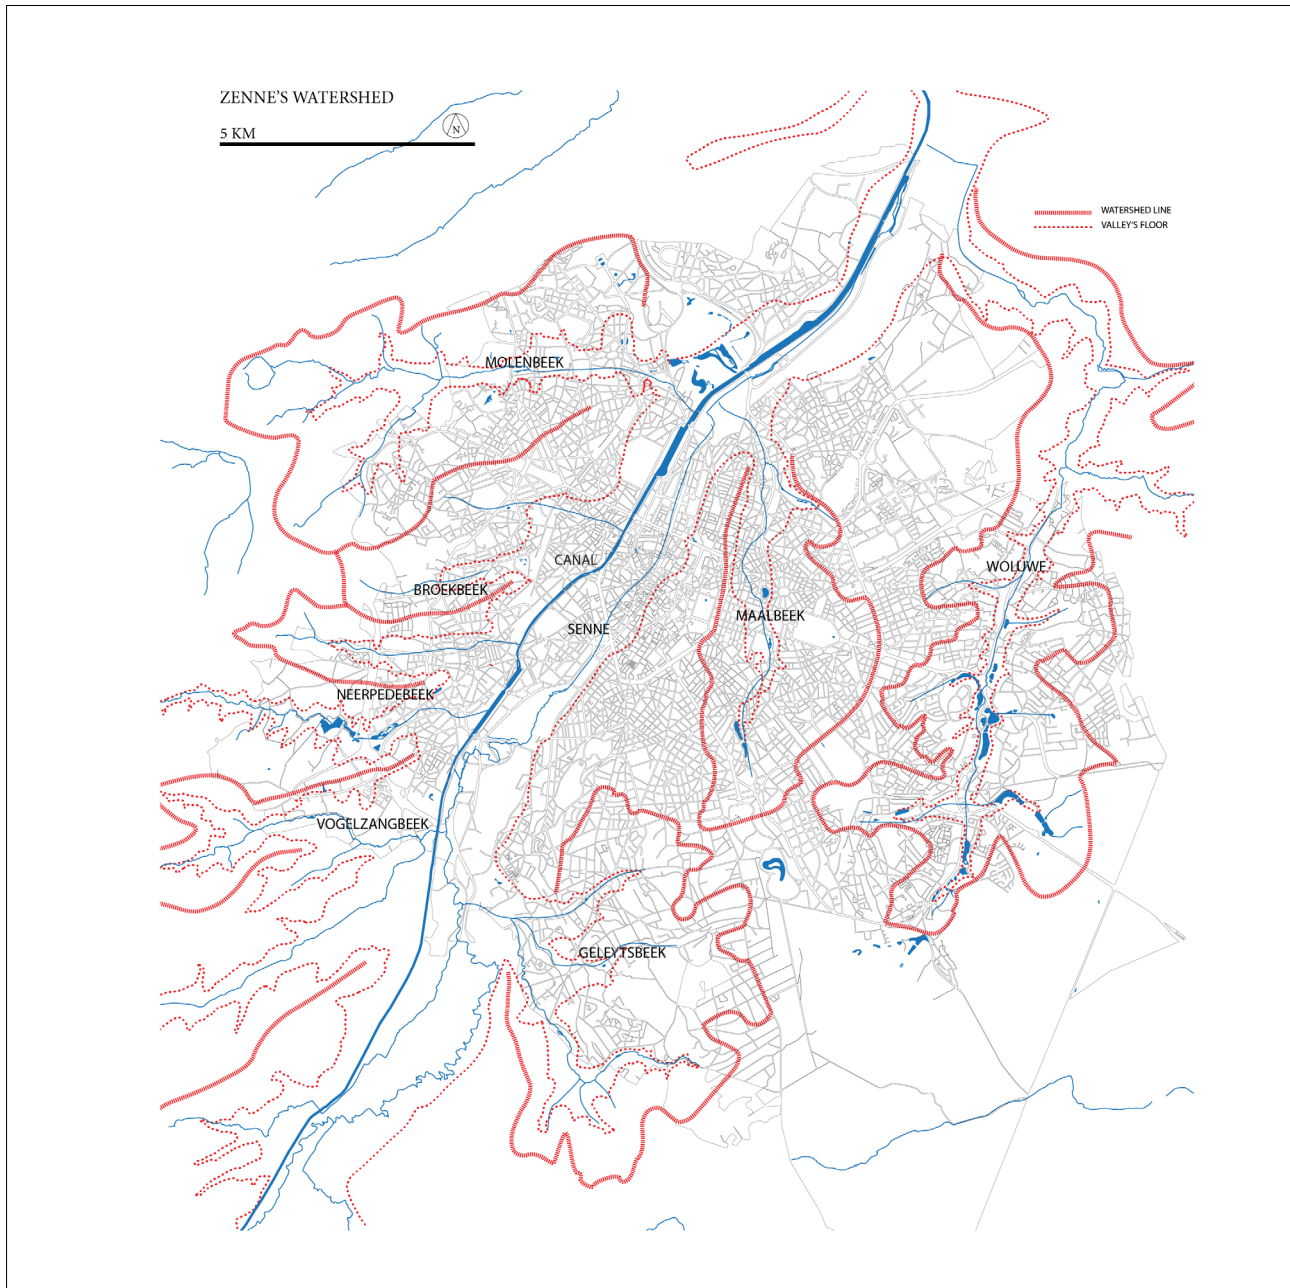 ZENNE'S WATERSHED
5 KM
N
WATERSHED LINE
VALLEY'S FLOOR
MOLENBEEK
CANAL
BROEKBEEK
WOLUWE
MAALBEEK
SENNE
NEERPEDEBEEK
VOGELZANGBEEK
GELEYTSBEEK